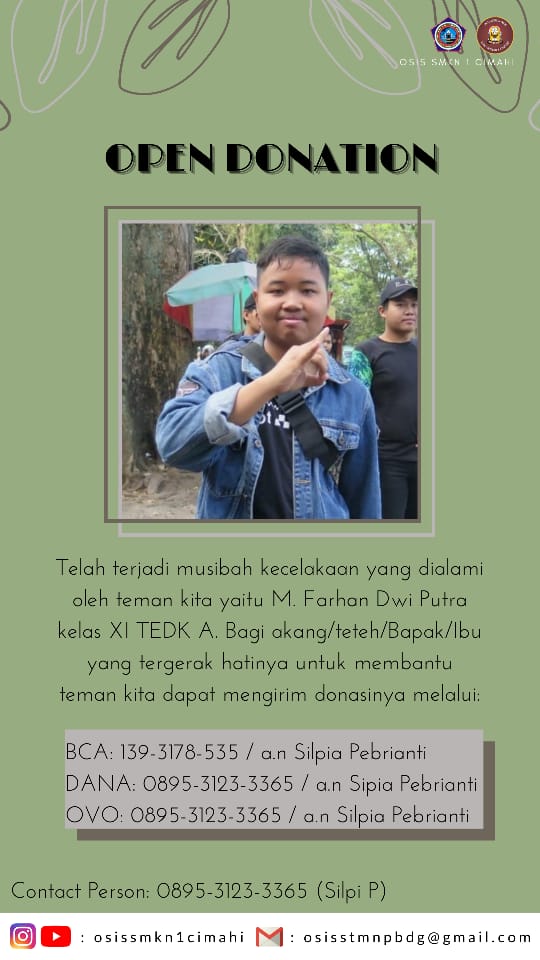 OSIS SMKN 1 CIMAHI
OPEN DONATION
Telah terjadi musibah kecelakaan yang dialami
oleh teman kita yaitu M. Farhan Dwi Putra
kelas XI TEDK A. Bagi akang/teteh/Bapak/Ibu
yang tergerak hatinya untuk membantu
teman kita dapat mengirim donasinya melalui:
BCA: 139-3178-535 / a.n Silpia Pebrianti
DANA: 0895-3123-3365 / a.n Sipia Pebrianti
OVO: 0895-3123-3365 / a.n Silpia Pebrianti
Contact Person: 0895-3123-3365 (Silpi P)
: osissmkn1cimahi : osisstmnpbdg@gmail.com